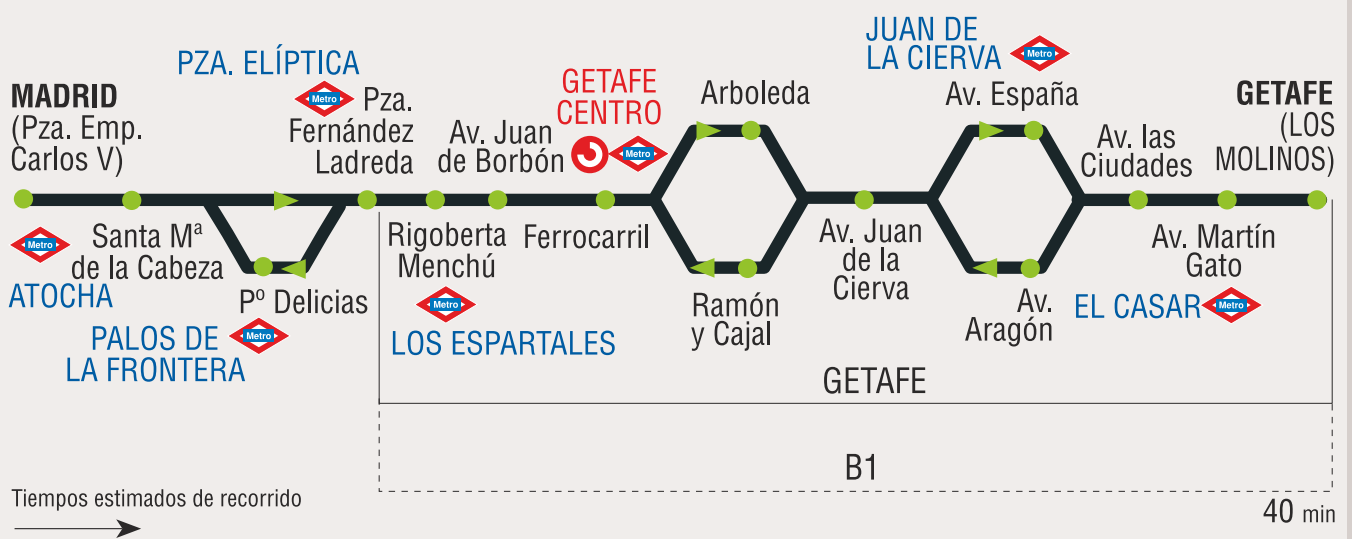 MADRID
(Pza. Emp.
Carlos V)
Metro
ATOCHA
Santa Mª
de la Cabeza
PZA. ELÍPTICA
Metro
Pza.
Fernández
Ladreda
Pº Delicias
PALOS DE
LA FRONTERA
Metro
Rigoberta
Menchú
Metro
LOS ESPARTALES
Av. Juan
de Borbón
GETAFE
CENTRO
Metro
Ferrocarril
Arboleda
Ramón
y Cajal
Av. Juan
de la
Cierva
JUAN DE
LA CIERVA
Metro
Av. España
Av.
Aragón
Av. las
Ciudades
Av. Martín
Gato
EL CASAR
Metro
GETAFE
(LOS
MOLINOS)
GETAFE
B1
Tiempos estimados de recorrido
40 min